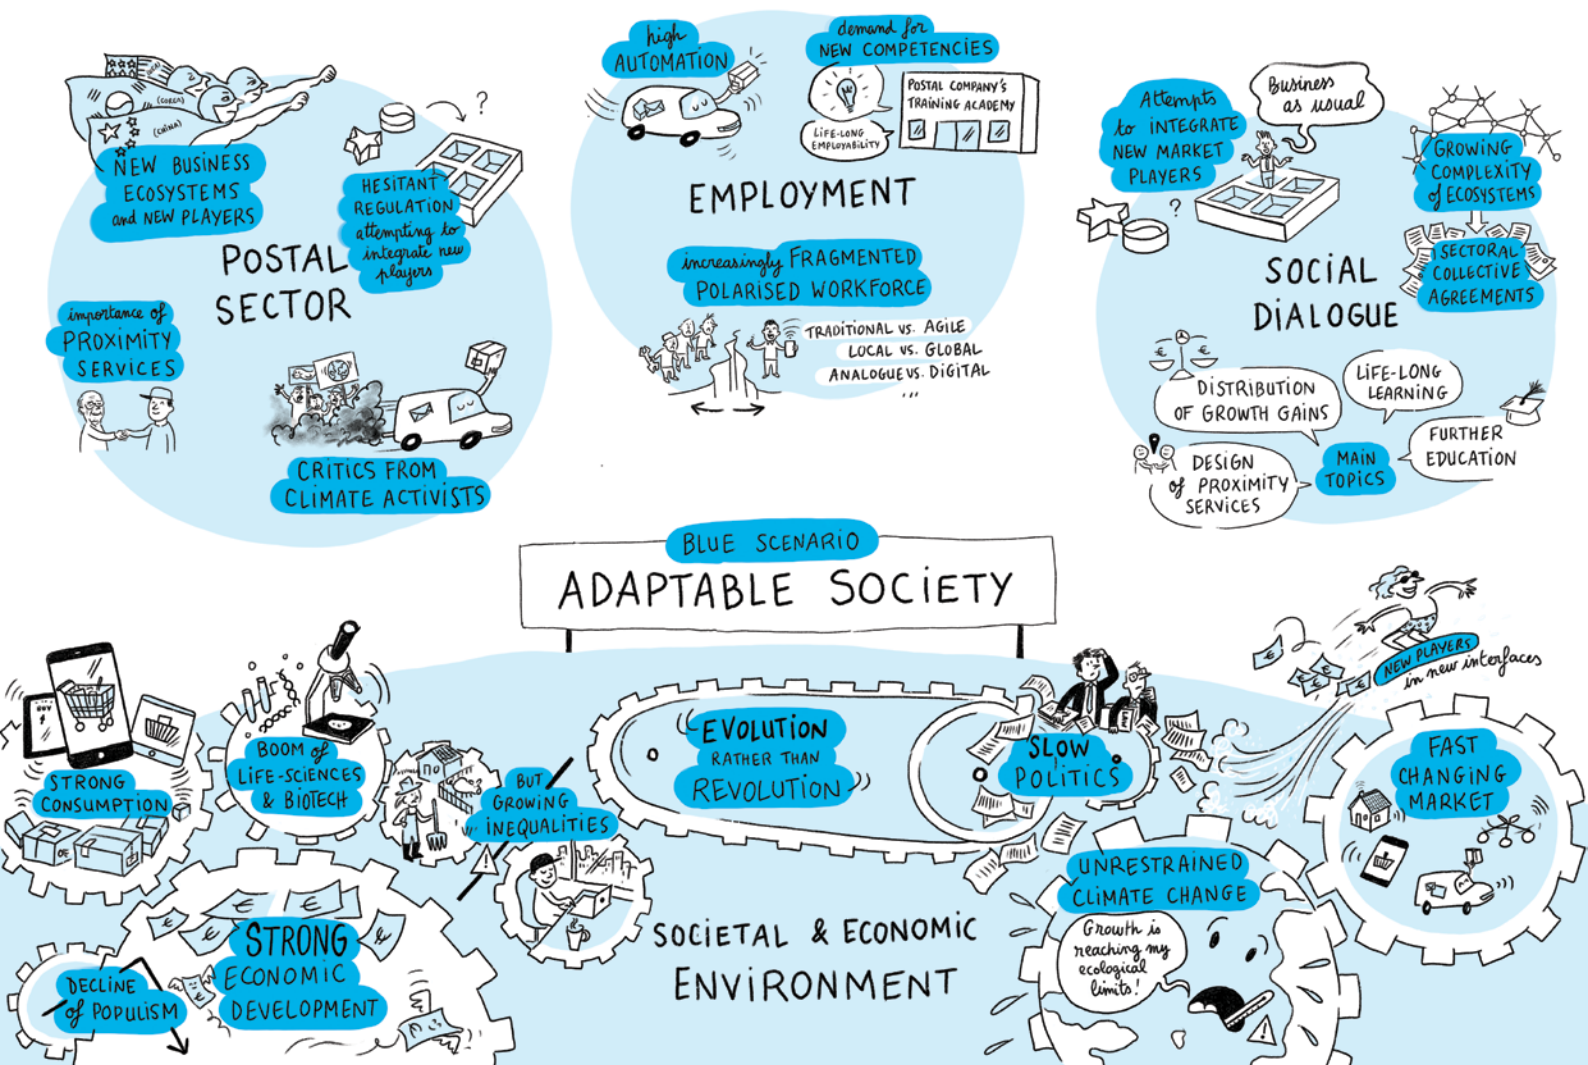 (USA)
(COREA)
(CHINA)
NEW BUSINESS
ECOSYSTEMS
and NEW PLAYERS
?
HESITANT
REGULATION
attempting to
integrate new
players
POSTAL
SECTOR
importance of
PROXIMITY
SERVICES
CRITICS FROM
CLIMATE ACTIVISTS
high
AUTOMATION
demand for
NEW COMPETENCIES
LIFE-LONG
EMPLOYABILITY
POSTAL COMPANY'S
TRAINING ACADEMY
EMPLOYMENT
increasingly FRAGMENTED
POLARISED WORKFORCE
TRADITIONAL VS. AGILE
LOCAL VS. GLOBAL
ANALOGUE VS. DIGITAL
...
Attempts
to INTEGRATE
NEW MARKET
PLAYERS
Business
as usual
?
GROWING
COMPLEXITY
of ECOSYSTEMS
SECTORAL
COLLECTIVE
AGREEMENTS
SOCIAL
DIALOGUE
€ €
DISTRIBUTION
OF GROWTH GAINS
LIFE-LONG
LEARNING
FURTHER
EDUCATION
MAIN
TOPICS
DESIGN
of PROXIMITY
SERVICES
BLUE SCENARIO
ADAPTABLE SOCIETY
BUY
STRONG
CONSUMPTION
BOOM of
LIFE-SCIENCES
& BIOTECH
BUT
GROWING
INEQUALITIES
EVOLUTION
RATHER THAN
REVOLUTION
LAW
SLOW
POLITICS
€
€
€
NEW PLAYERS
in new interfaces
FAST
CHANGING
MARKET
UNRESTRAINED
CLIMATE CHANGE
Growth is
reaching my
ecological
limits!
SOCIETAL & ECONOMIC
ENVIRONMENT
€
€
€
€
STRONG
ECONOMIC
DEVELOPMENT
DECLINE
of POPULISM